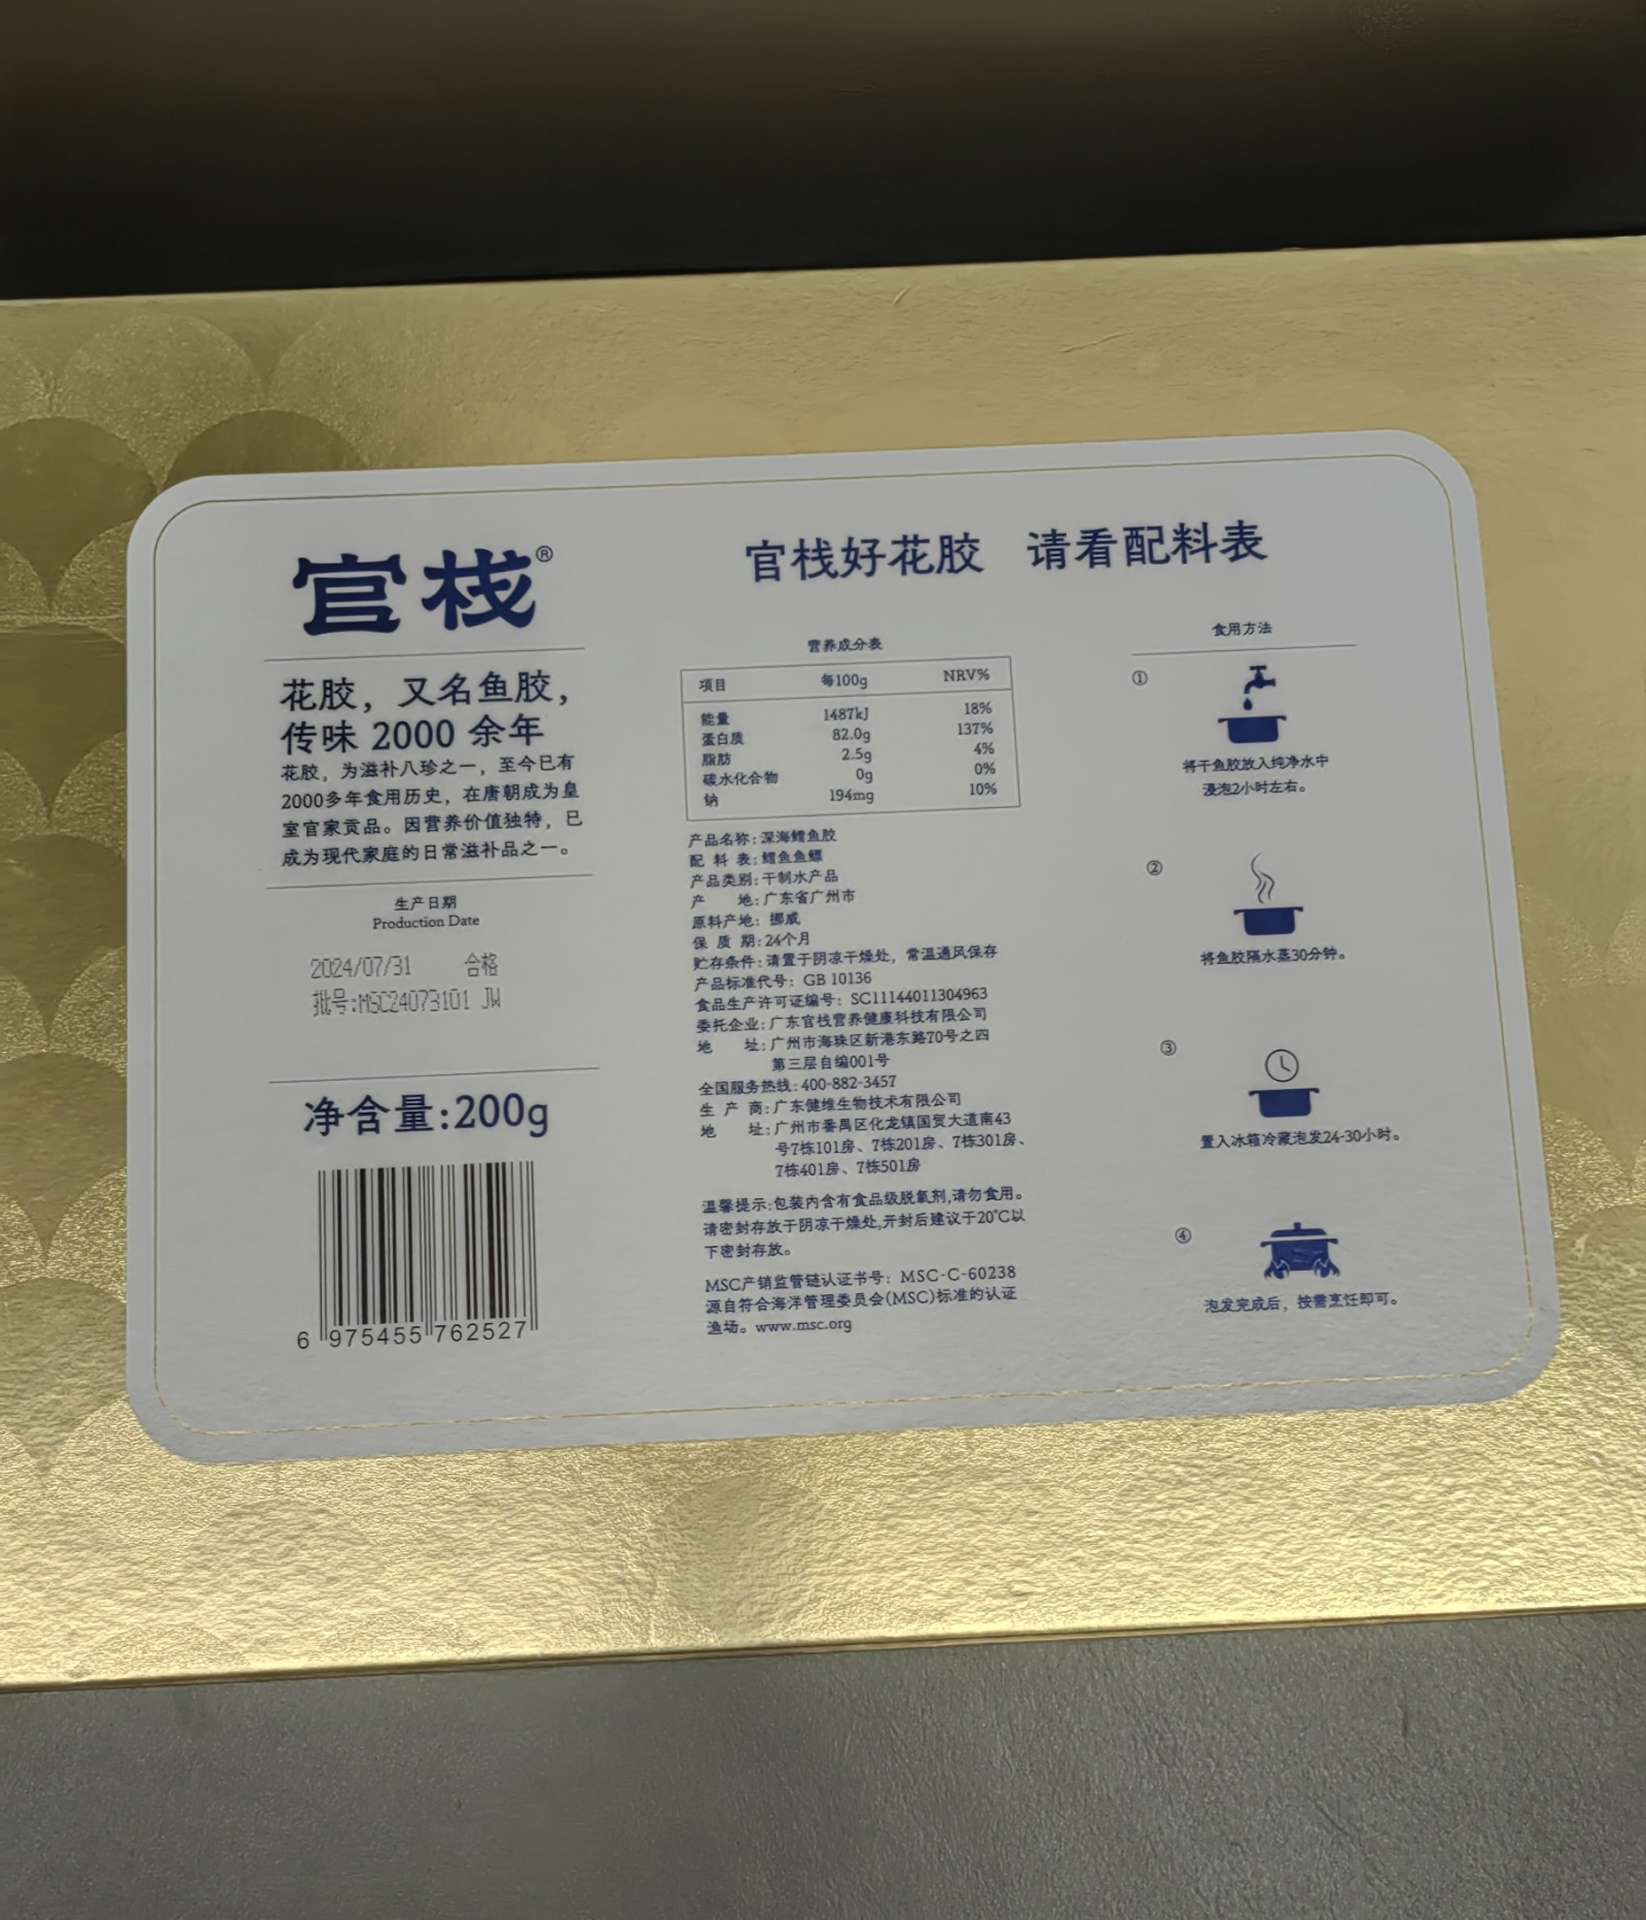 官栈®
花胶，又名鱼胶，
传味 2000 余年
花胶，为滋补八珍之一，至今已有
2000多年食用历史，在唐朝成为皇
室官家贡品。因营养价值独特，已
成为现代家庭的日常滋补品之一。
生产日期
Production Date
2024/07/31 合格
批号:MSC24073101 JW
净含量:200g
6 975455 762527
官栈好花胶 请看配料表
营养成分表
项目 每100g NRV%
能量 1487kJ 18%
蛋白质 82.0g 137%
脂肪 2.5g 4%
碳水化合物 0g 0%
钠 194mg 10%
产品名称:深海鳕鱼胶
配 料 表:鳕鱼鱼鳔
产品类别:干制水产品
产 地:广东省广州市
原料产地: 挪威
保 质 期:24个月
贮存条件:请置于阴凉干燥处，常温通风保存
产品标准代号: GB 10136
食品生产许可证编号: SC11144011304963
委托企业:广东官栈营养健康科技有限公司
地 址:广州市海珠区新港东路70号之四
第三层自编001号
全国服务热线:400-882-3457
生 产 商:广东健维生物技术有限公司
地 址:广州市番禺区化龙镇国贸大道南43
号7栋101房、7栋201房、7栋301房、
7栋401房、7栋501房
温馨提示:包装内含有食品级脱氧剂,请勿食用。
请密封存放于阴凉干燥处,开封后建议于20℃以
下密封存放。
MSC产销监管链认证书号: MSC-C-60238
源自符合海洋管理委员会(MSC)标准的认证
渔场。www.msc.org
食用方法
①
将干鱼胶放入纯净水中
浸泡2小时左右。
②
将鱼胶隔水蒸30分钟。
③
置入冰箱冷藏泡发24-30小时。
④
泡发完成后，按需烹饪即可。